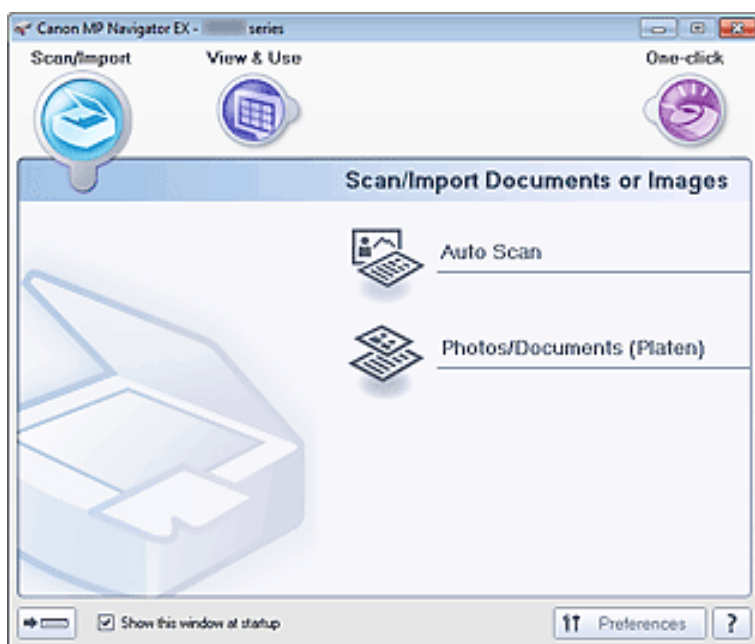 Canon MP Navigator EX - series
Scan/Import
View & Use
One-click
Scan/Import Documents or Images
Auto Scan
Photos/Documents (Platen)
Show this window at startup
Preferences
?